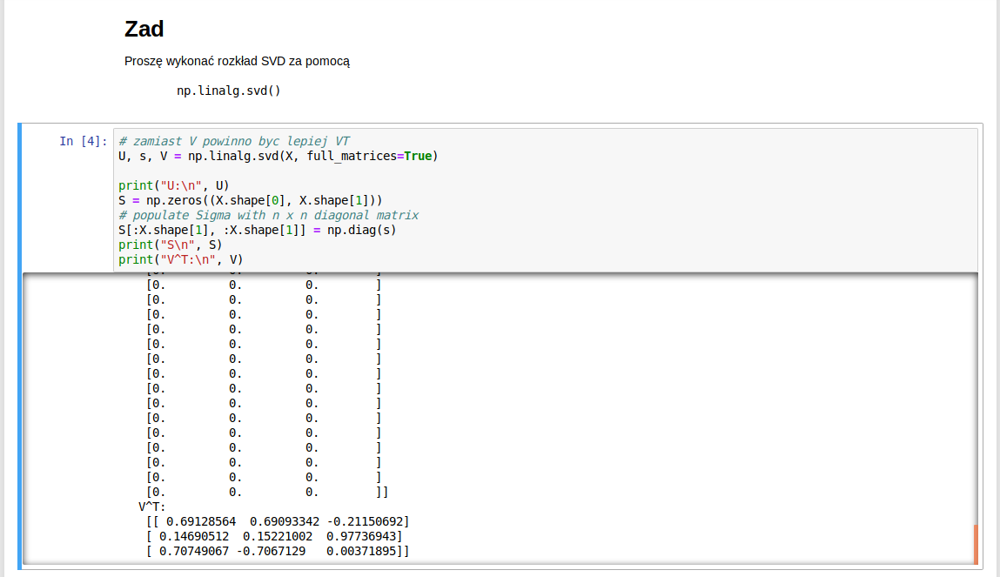 Zad
Proszę wykonać rozkład SVD za pomocą
np.linalg.svd()
In [4]:
# zamiast V powinno byc lepiej VT
U, s, V = np.linalg.svd(X, full_matrices=True)
print("U:\n", U)
S = np.zeros((X.shape[0], X.shape[1]))
# populate Sigma with n x n diagonal matrix
S[:X.shape[1], :X.shape[1]] = np.diag(s)
print("S\n", S)
print("V^T:\n", V)
[0. 0. 0. ]
[0. 0. 0. ]
[0. 0. 0. ]
[0. 0. 0. ]
[0. 0. 0. ]
[0. 0. 0. ]
[0. 0. 0. ]
[0. 0. 0. ]
[0. 0. 0. ]
[0. 0. 0. ]
[0. 0. 0. ]
[0. 0. 0. ]
[0. 0. 0. ]
[0. 0. 0. ]
[0. 0. 0. ]]
V^T:
[[ 0.69128564 0.69093342 -0.21150692]
[ 0.14690512 0.15221002 0.97736943]
[ 0.70749067 -0.7067129 0.00371895]]